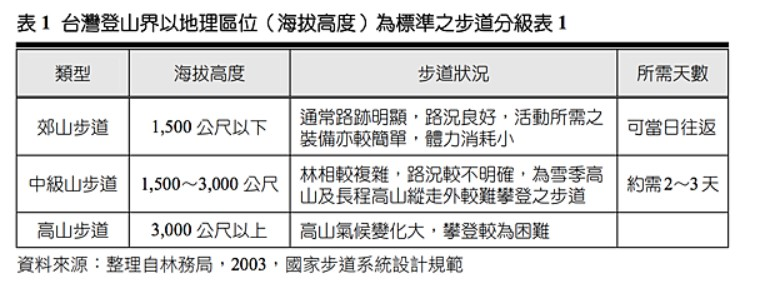 表 1 台灣登山界以地理區位（海拔高度）為標準之步道分級表 1
類型 海拔高度 步道狀況 所需天數
郊山步道 1,500 公尺以下 通常路跡明顯，路況良好，活動所需之
裝備亦較簡單，體力消耗小 可當日往返
中級山步道 1,500～3,000 公尺 林相較複雜，路況較不明確，為雪季高
山及長程高山縱走外較難攀登之步道 約需 2～3 天
高山步道 3,000 公尺以上 高山氣候變化大，攀登較為困難
資料來源：整理自林務局，2003，國家步道系統設計規範